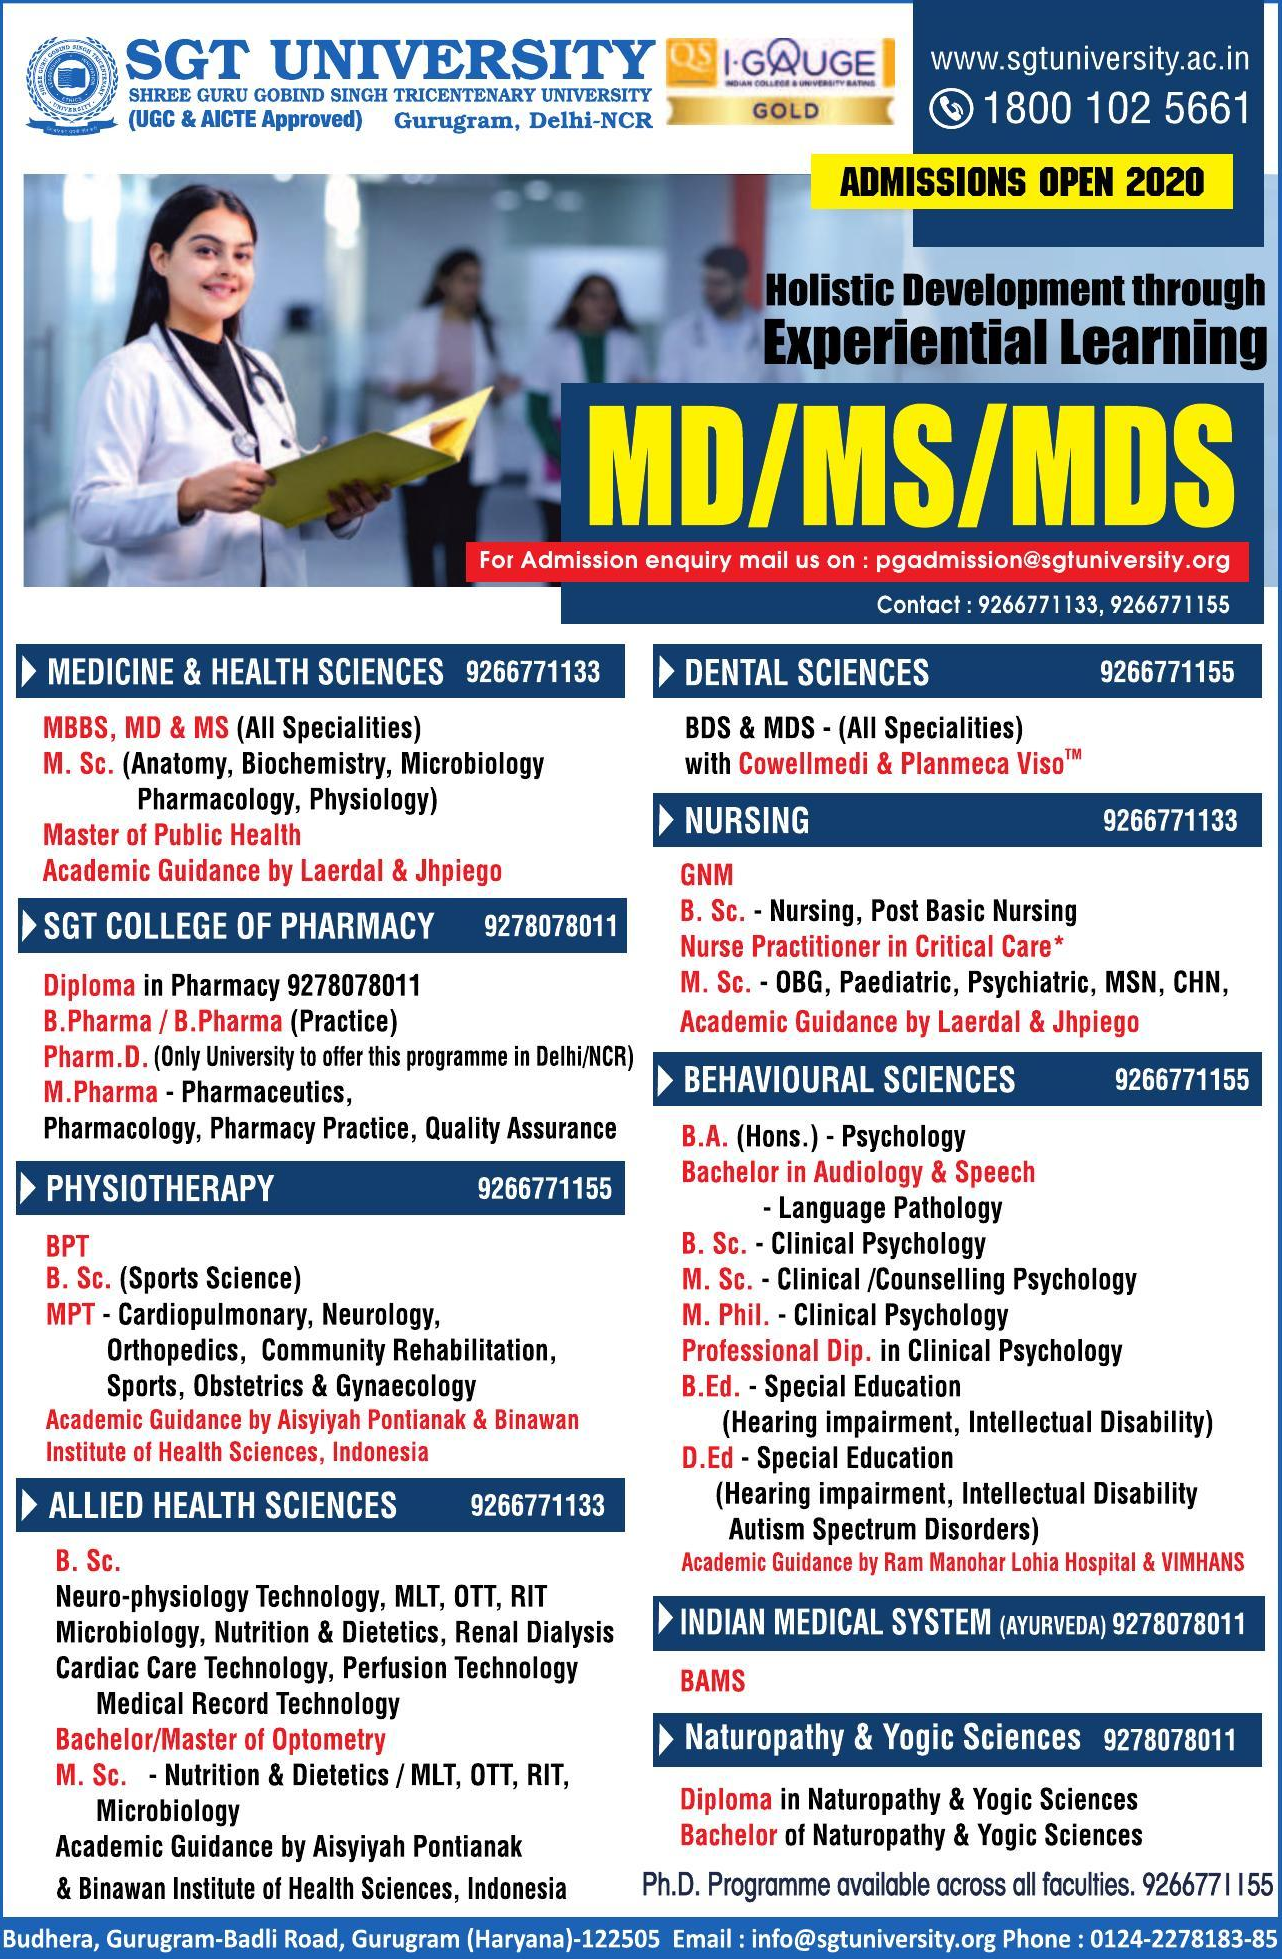 SGT UNIVERSITY
SHREE GURU GOBIND SINGH TRICENTENARY UNIVERSITY
(UGC & AICTE Approved) Gurugram, Delhi-NCR
QS I·GAUGE
INDIAN COLLEGE & UNIVERSITY RATING
GOLD
www.sgtuniversity.ac.in
1800 102 5661
ADMISSIONS OPEN 2020
Holistic Development through
Experiential Learning
MD/MS/MDS
For Admission enquiry mail us on : pgadmission@sgtuniversity.org
Contact : 9266771133, 9266771155
MEDICINE & HEALTH SCIENCES 9266771133
MBBS, MD & MS (All Specialities)
M. Sc. (Anatomy, Biochemistry, Microbiology
Pharmacology, Physiology)
Master of Public Health
Academic Guidance by Laerdal & Jhpiego
SGT COLLEGE OF PHARMACY 9278078011
Diploma in Pharmacy 9278078011
B.Pharma / B.Pharma (Practice)
Pharm.D. (Only University to offer this programme in Delhi/NCR)
M.Pharma - Pharmaceutics,
Pharmacology, Pharmacy Practice, Quality Assurance
PHYSIOTHERAPY 9266771155
BPT
B. Sc. (Sports Science)
MPT - Cardiopulmonary, Neurology,
Orthopedics, Community Rehabilitation,
Sports, Obstetrics & Gynaecology
Academic Guidance by Aisyiyah Pontianak & Binawan
Institute of Health Sciences, Indonesia
ALLIED HEALTH SCIENCES 9266771133
B. Sc.
Neuro-physiology Technology, MLT, OTT, RIT
Microbiology, Nutrition & Dietetics, Renal Dialysis
Cardiac Care Technology, Perfusion Technology
Medical Record Technology
Bachelor/Master of Optometry
M. Sc. - Nutrition & Dietetics / MLT, OTT, RIT,
Microbiology
Academic Guidance by Aisyiyah Pontianak
& Binawan Institute of Health Sciences, Indonesia
DENTAL SCIENCES 9266771155
BDS & MDS - (All Specialities)
with Cowellmedi & Planmeca Viso™
NURSING 9266771133
GNM
B. Sc. - Nursing, Post Basic Nursing
Nurse Practitioner in Critical Care*
M. Sc. - OBG, Paediatric, Psychiatric, MSN, CHN,
Academic Guidance by Laerdal & Jhpiego
BEHAVIOURAL SCIENCES 9266771155
B.A. (Hons.) - Psychology
Bachelor in Audiology & Speech
- Language Pathology
B. Sc. - Clinical Psychology
M. Sc. - Clinical /Counselling Psychology
M. Phil. - Clinical Psychology
Professional Dip. in Clinical Psychology
B.Ed. - Special Education
(Hearing impairment, Intellectual Disability)
D.Ed - Special Education
(Hearing impairment, Intellectual Disability
Autism Spectrum Disorders)
Academic Guidance by Ram Manohar Lohia Hospital & VIMHANS
INDIAN MEDICAL SYSTEM (AYURVEDA) 9278078011
BAMS
Naturopathy & Yogic Sciences 9278078011
Diploma in Naturopathy & Yogic Sciences
Bachelor of Naturopathy & Yogic Sciences
Ph.D. Programme available across all faculties. 9266771155
Budhera, Gurugram-Badli Road, Gurugram (Haryana)-122505 Email : info@sgtuniversity.org Phone : 0124-2278183-85